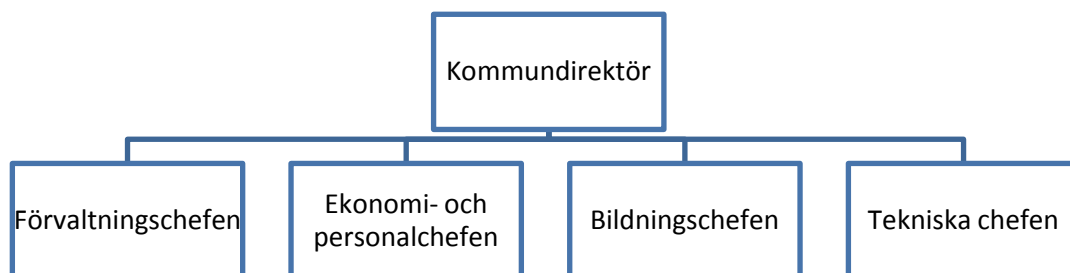 Kommundirektör
Förvaltningschefen
Ekonomi- och
personalchefen
Bildningschefen
Tekniska chefen